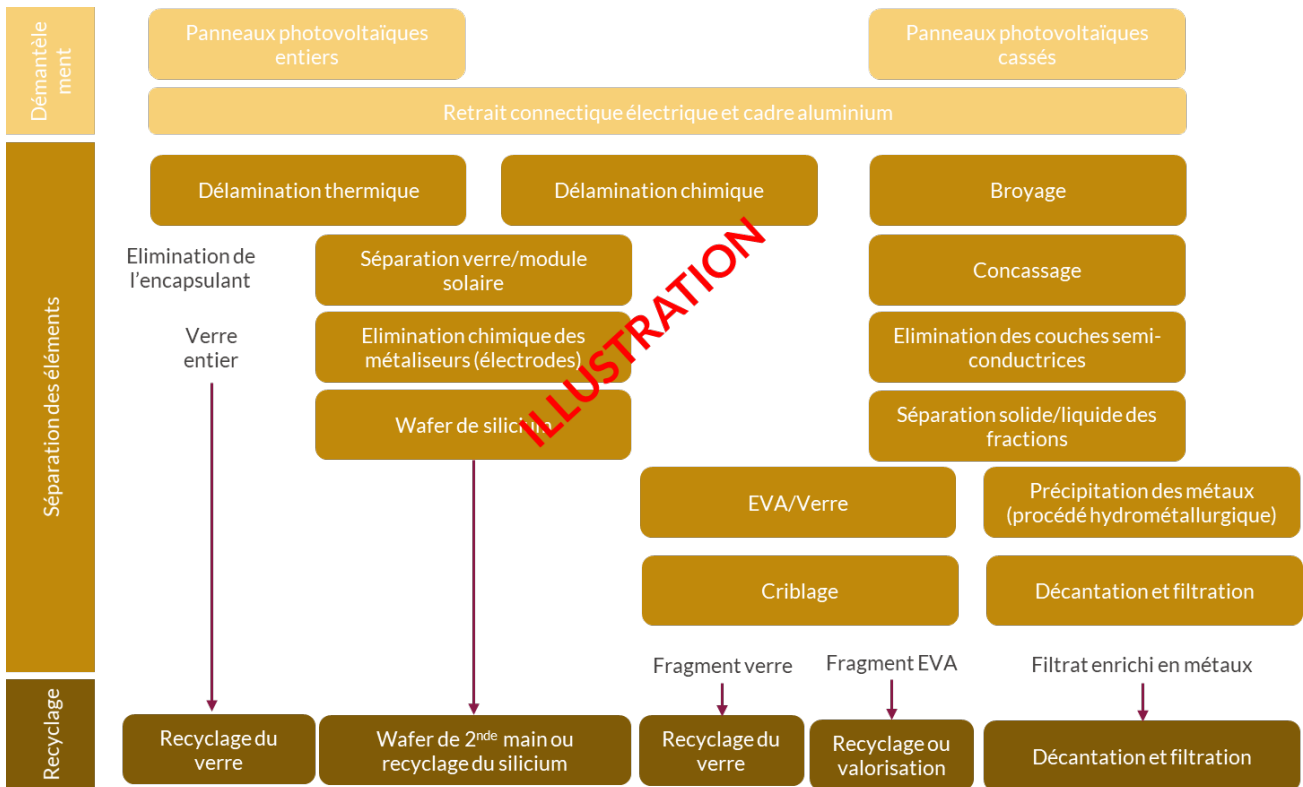 Démantèle
ment
Panneaux photovoltaïques
entiers
Panneaux photovoltaïques
cassés
Retrait connectique électrique et cadre aluminium
Séparation des éléments
Délamination thermique
Délamination chimique
Broyage
Elimination de
l'encapsulant
Séparation verre/module
solaire
Concassage
Verre
entier
Elimination chimique des
métaliseurs (électrodes)
Elimination des couches semi-
conductrices
ILLUSTRATION
Wafer de silicium
Séparation solide/liquide des
fractions
EVA/Verre
Précipitation des métaux
(procédé hydrométallurgique)
Criblage
Décantation et filtration
Fragment verre
Fragment EVA
Filtrat enrichi en métaux
Recyclage
Recyclage du
verre
Wafer de 2nde main ou
recyclage du silicium
Recyclage du
verre
Recyclage ou
valorisation
Décantation et filtration